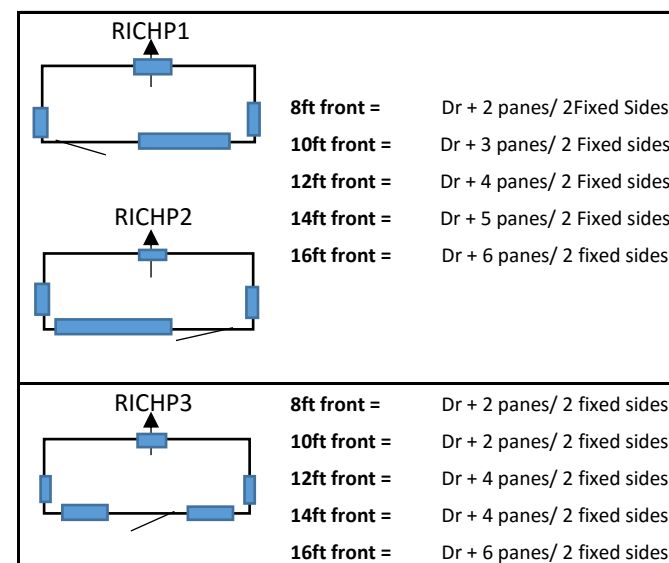 RICHP1
8ft front = Dr + 2 panes/ 2Fixed Sides
10ft front = Dr + 3 panes/ 2 Fixed sides
12ft front = Dr + 4 panes/ 2 Fixed sides
RICHP2
14ft front = Dr + 5 panes/ 2 Fixed sides
16ft front = Dr + 6 panes/ 2 fixed sides
RICHP3
8ft front = Dr + 2 panes/ 2 fixed sides
10ft front = Dr + 2 panes/ 2 fixed sides
12ft front = Dr + 4 panes/ 2 fixed sides
14ft front = Dr + 4 panes/ 2 fixed sides
16ft front = Dr + 6 panes/ 2 fixed sides